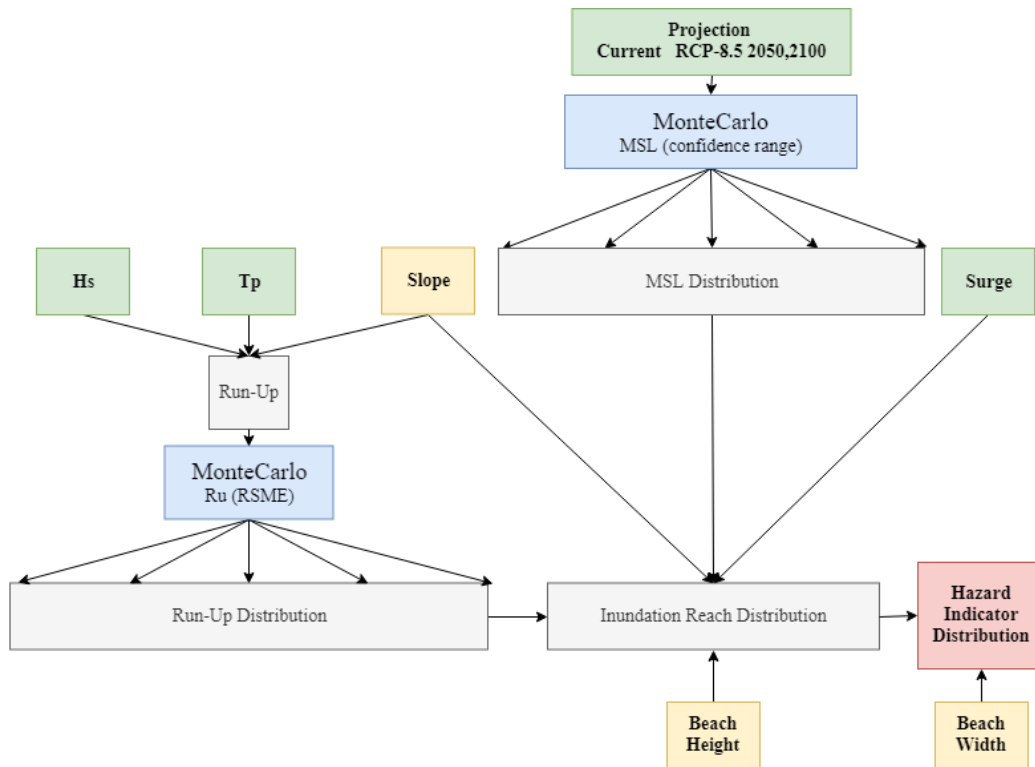 Projection
Current RCP-8.5 2050,2100
MonteCarlo
MSL (confidence range)
Hs
Tp
Slope
MSL Distribution
Surge
Run-Up
MonteCarlo
Ru (RSME)
Run-Up Distribution
Inundation Reach Distribution
Hazard
Indicator
Distribution
Beach
Height
Beach
Width